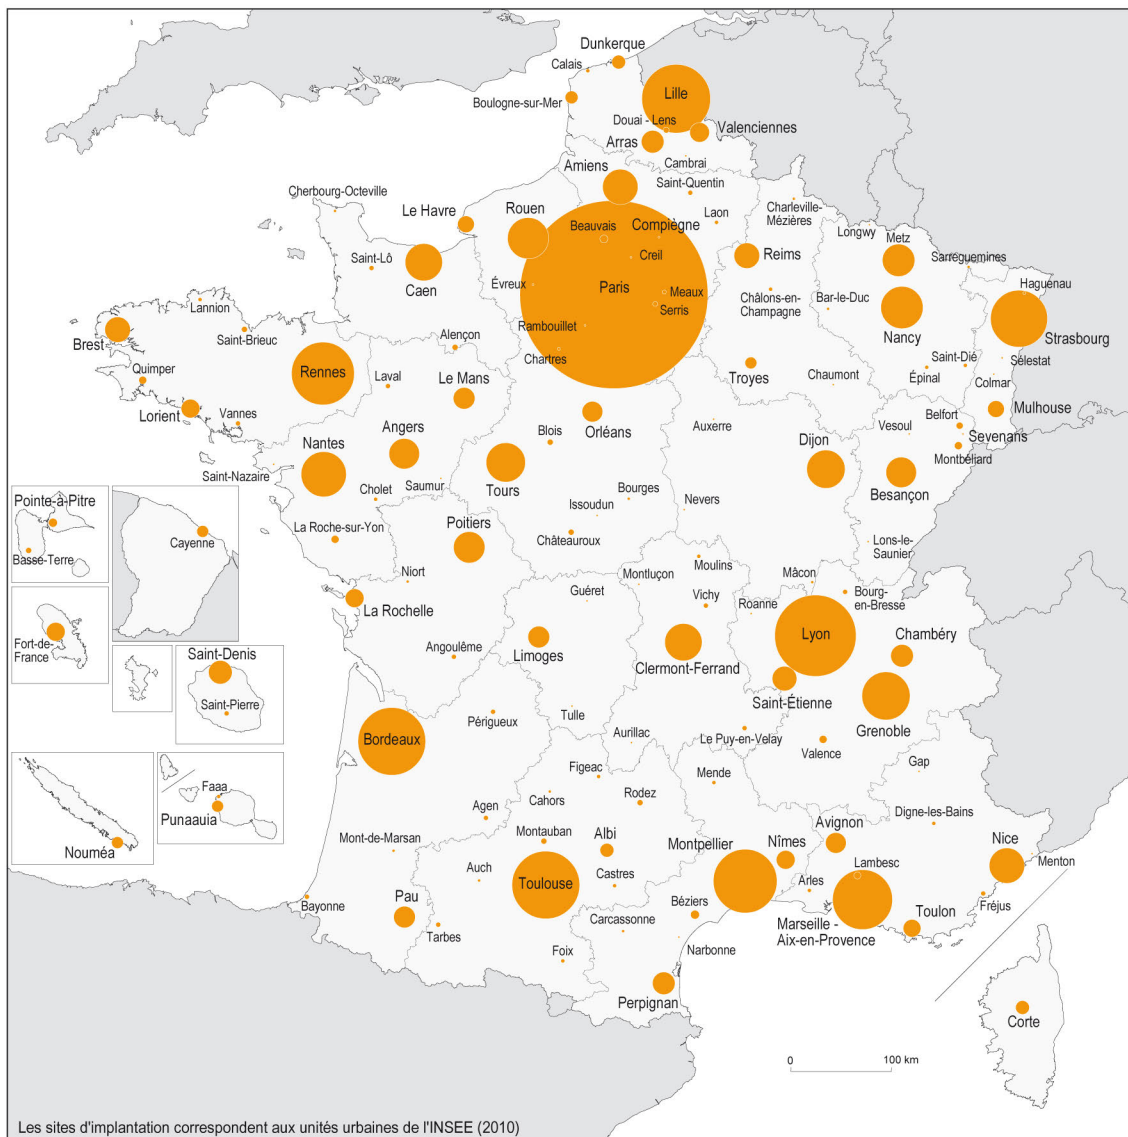 Dunkerque
Calais
Lille
Boulogne-sur-Mer
Douai - Lens
Valenciennes
Arras
Cambrai
Amiens
Saint-Quentin
Cherbourg-Octeville
Charleville-
Mézières
Le Havre
Rouen
Laon
Beauvais
Compiègne
Longwy
Metz
Saint-Lô
Creil
Reims
Sarreguemines
Caen
Évreux
Paris
Meaux
Haguenau
Lannion
Serris
Châlons-en-
Champagne
Bar-le-Duc
Rambouillet
Nancy
Strasbourg
Brest
Saint-Brieuc
Alençon
Chartres
Saint-Dié
Sélestat
Quimper
Rennes
Laval
Le Mans
Troyes
Chaumont
Épinal
Colmar
Lorient
Vannes
Orléans
Auxerre
Belfort
Mulhouse
Angers
Blois
Vesoul
Sevenans
Nantes
Dijon
Montbéliard
Saint-Nazaire
Saumur
Tours
Besançon
Pointe-à-Pitre
Cholet
Issoudun
Bourges
Nevers
La Roche-sur-Yon
Poitiers
Châteauroux
Lons-le-
Saunier
Cayenne
Basse-Terre
Niort
Guéret
Montluçon
Moulins
Mâcon
Bourg-
en-Bresse
La Rochelle
Vichy
Roanne
Fort-de-
France
Lyon
Chambéry
Saint-Denis
Angoulême
Limoges
Clermont-Ferrand
Saint-Étienne
Saint-Pierre
Périgueux
Tulle
Grenoble
Bordeaux
Aurillac
Le Puy-en-Velay
Valence
Figeac
Mende
Gap
Faaa
Punaauia
Cahors
Rodez
Agen
Digne-les-Bains
Mont-de-Marsan
Montauban
Albi
Montpellier
Nîmes
Avignon
Nice
Nouméa
Auch
Toulouse
Castres
Lambesc
Menton
Arles
Fréjus
Bayonne
Pau
Carcassonne
Béziers
Marseille -
Aix-en-Provence
Toulon
Tarbes
Foix
Narbonne
Perpignan
Corte
0
100 km
Les sites d'implantation correspondent aux unités urbaines de l'INSEE (2010)